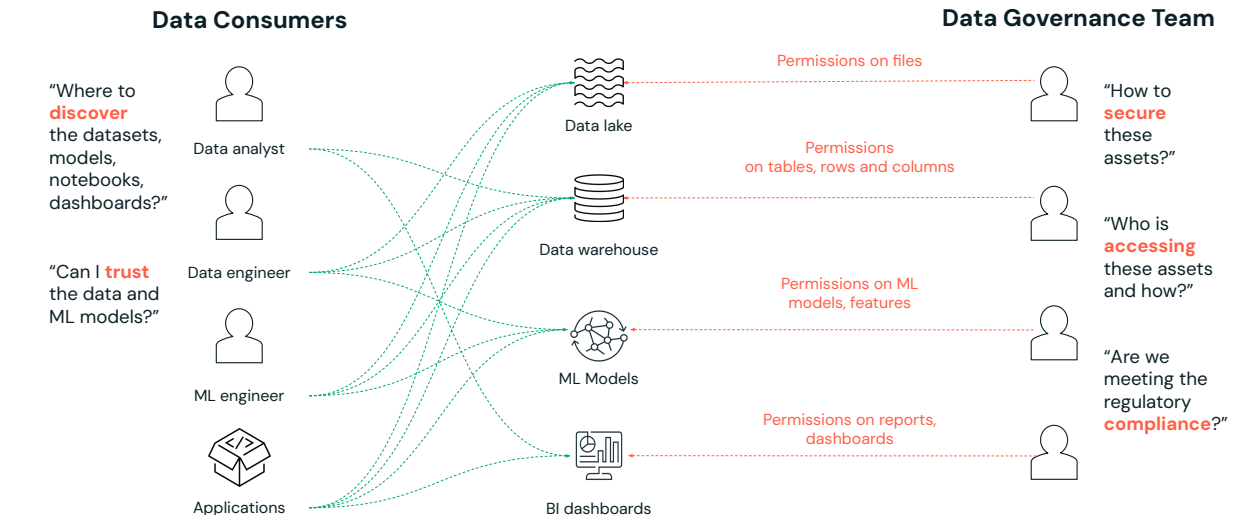 Data Consumers
Data Governance Team
“Where to
discover
the datasets,
models,
notebooks,
dashboards?”
“Can I trust
the data and
ML models?”
Data analyst
Data engineer
ML engineer
Applications
Data lake
Data warehouse
ML Models
BI dashboards
Permissions on files
Permissions
on tables, rows and columns
Permissions on ML
models, features
Permissions on reports,
dashboards
“How to
secure
these
assets?”
“Who is
accessing
these assets
and how?”
“Are we
meeting the
regulatory
compliance?”